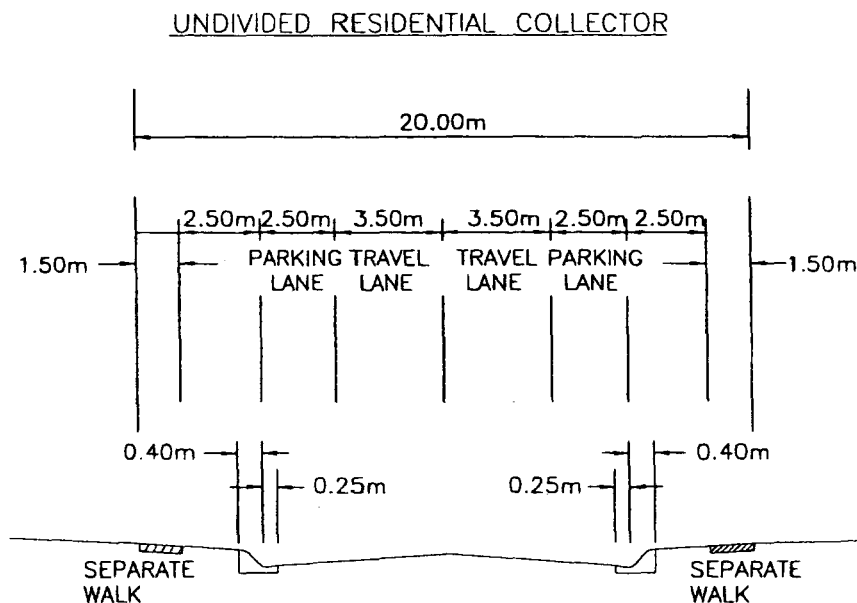 UNDIVIDED RESIDENTIAL COLLECTOR
20.00m
2.50m 2.50m 3.50m 3.50m 2.50m 2.50m
1.50m PARKING TRAVEL TRAVEL PARKING 1.50m
LANE LANE LANE LANE
0.40m 0.40m
0.25m 0.25m
SEPARATE SEPARATE
WALK WALK